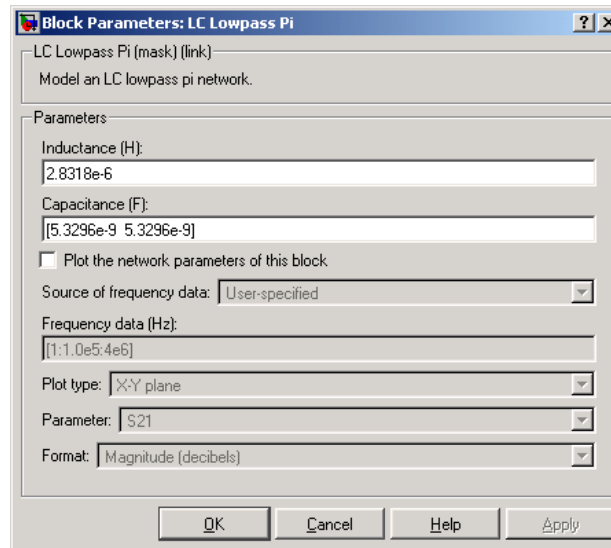 Block Parameters: LC Lowpass Pi
LC Lowpass Pi (mask) (link)
Model an LC lowpass pi network.
Parameters
Inductance (H):
2.8318e-6
Capacitance (F):
[5.3296e-9 5.3296e-9]
Plot the network parameters of this block
Source of frequency data: User-specified
Frequency data (Hz):
[1:1.0e5:4e6]
Plot type: X-Y plane
Parameter: S21
Format: Magnitude (decibels)
OK Cancel Help Apply